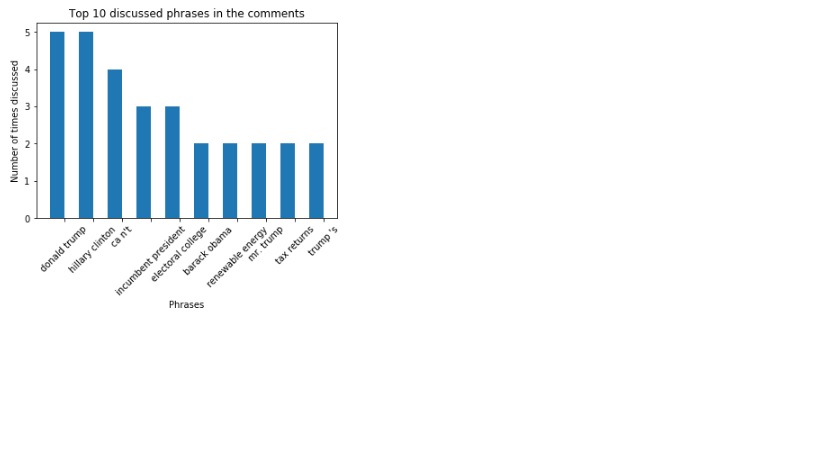 Top 10 discussed phrases in the comments
Number of times discussed
5
4
3
2
1
0
donald trump
hillary clinton
ca n't
incumbent president
electoral college
barack obama
renewable energy
mr. trump
tax returns
trump 's
Phrases